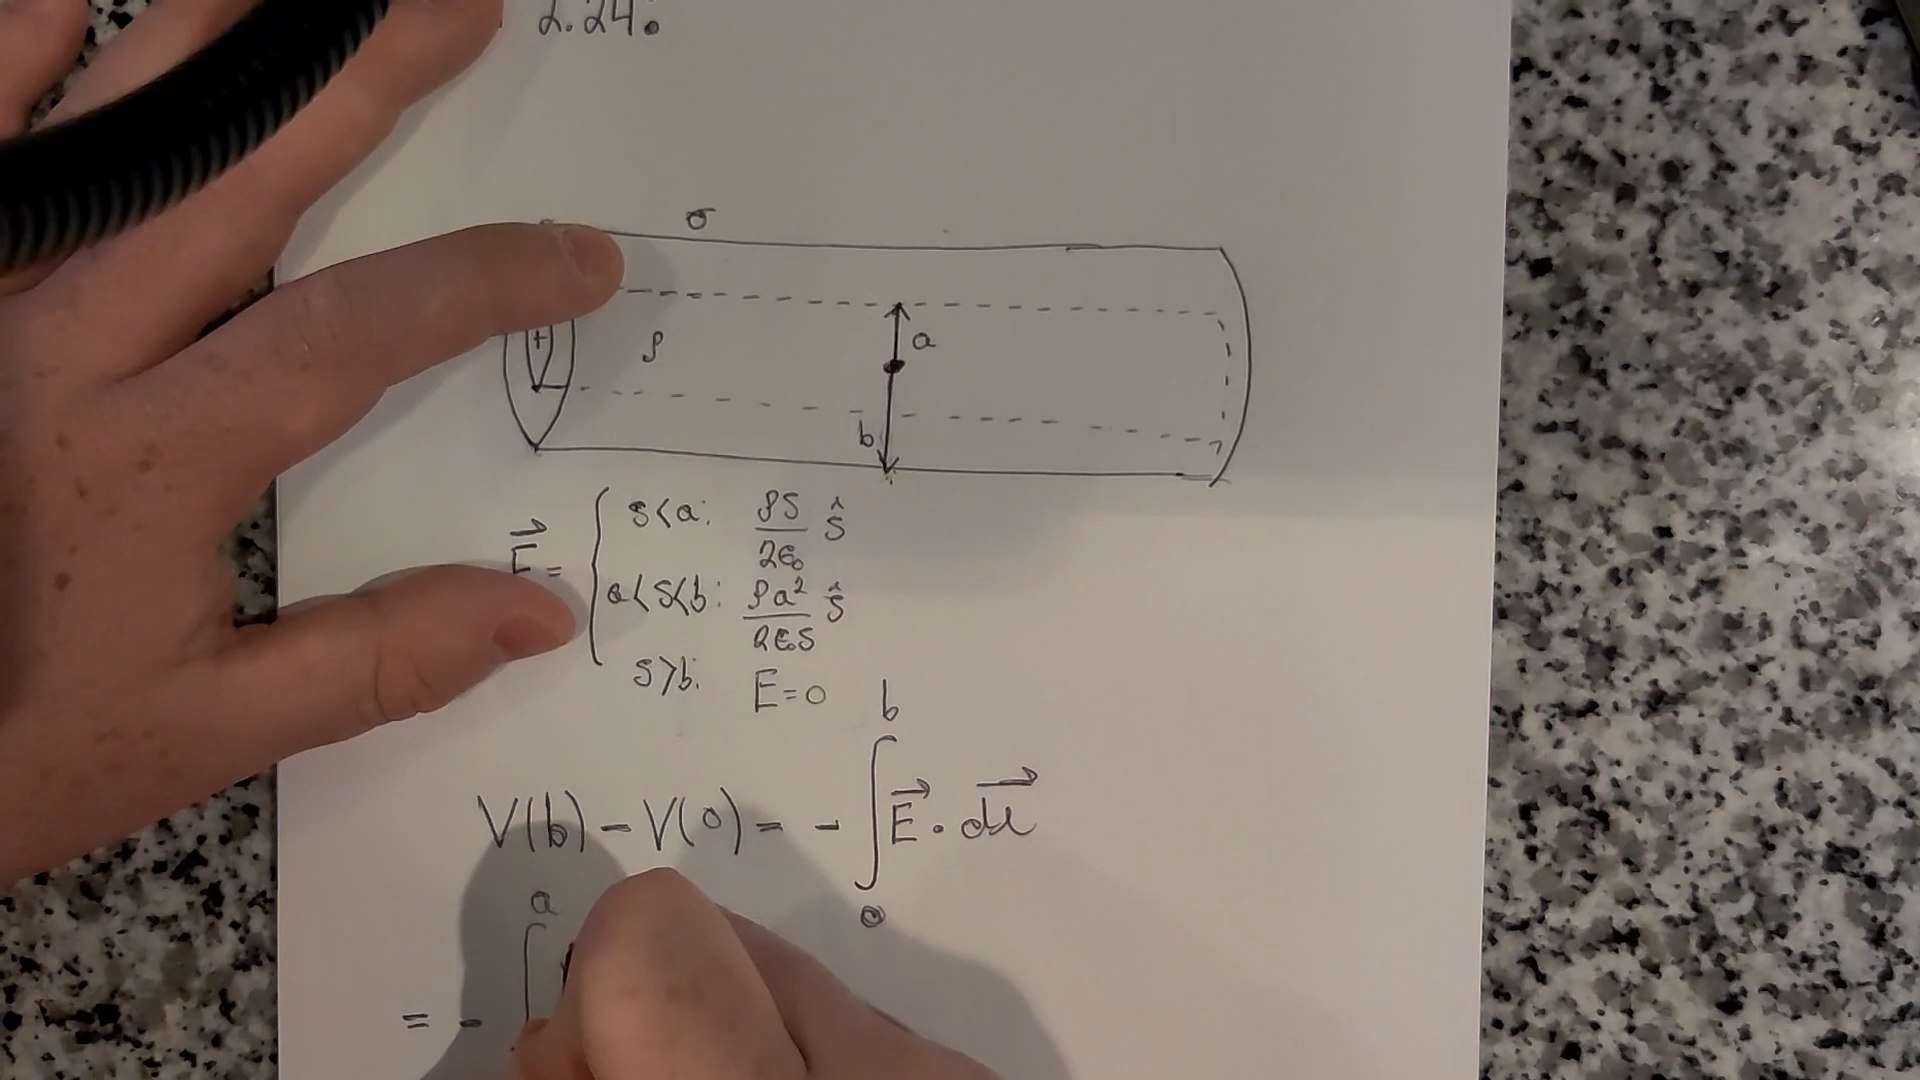 2.24:
σ
+ ρ a
b
E⃗ = { s<a: ρs/2ε₀ ŝ
a<s<b: ρa²/2ε₀s ŝ
s>b: E=0
V(b) - V(0) = - ∫₀ᵇ E⃗ · dl⃗
= - ∫ᵃ